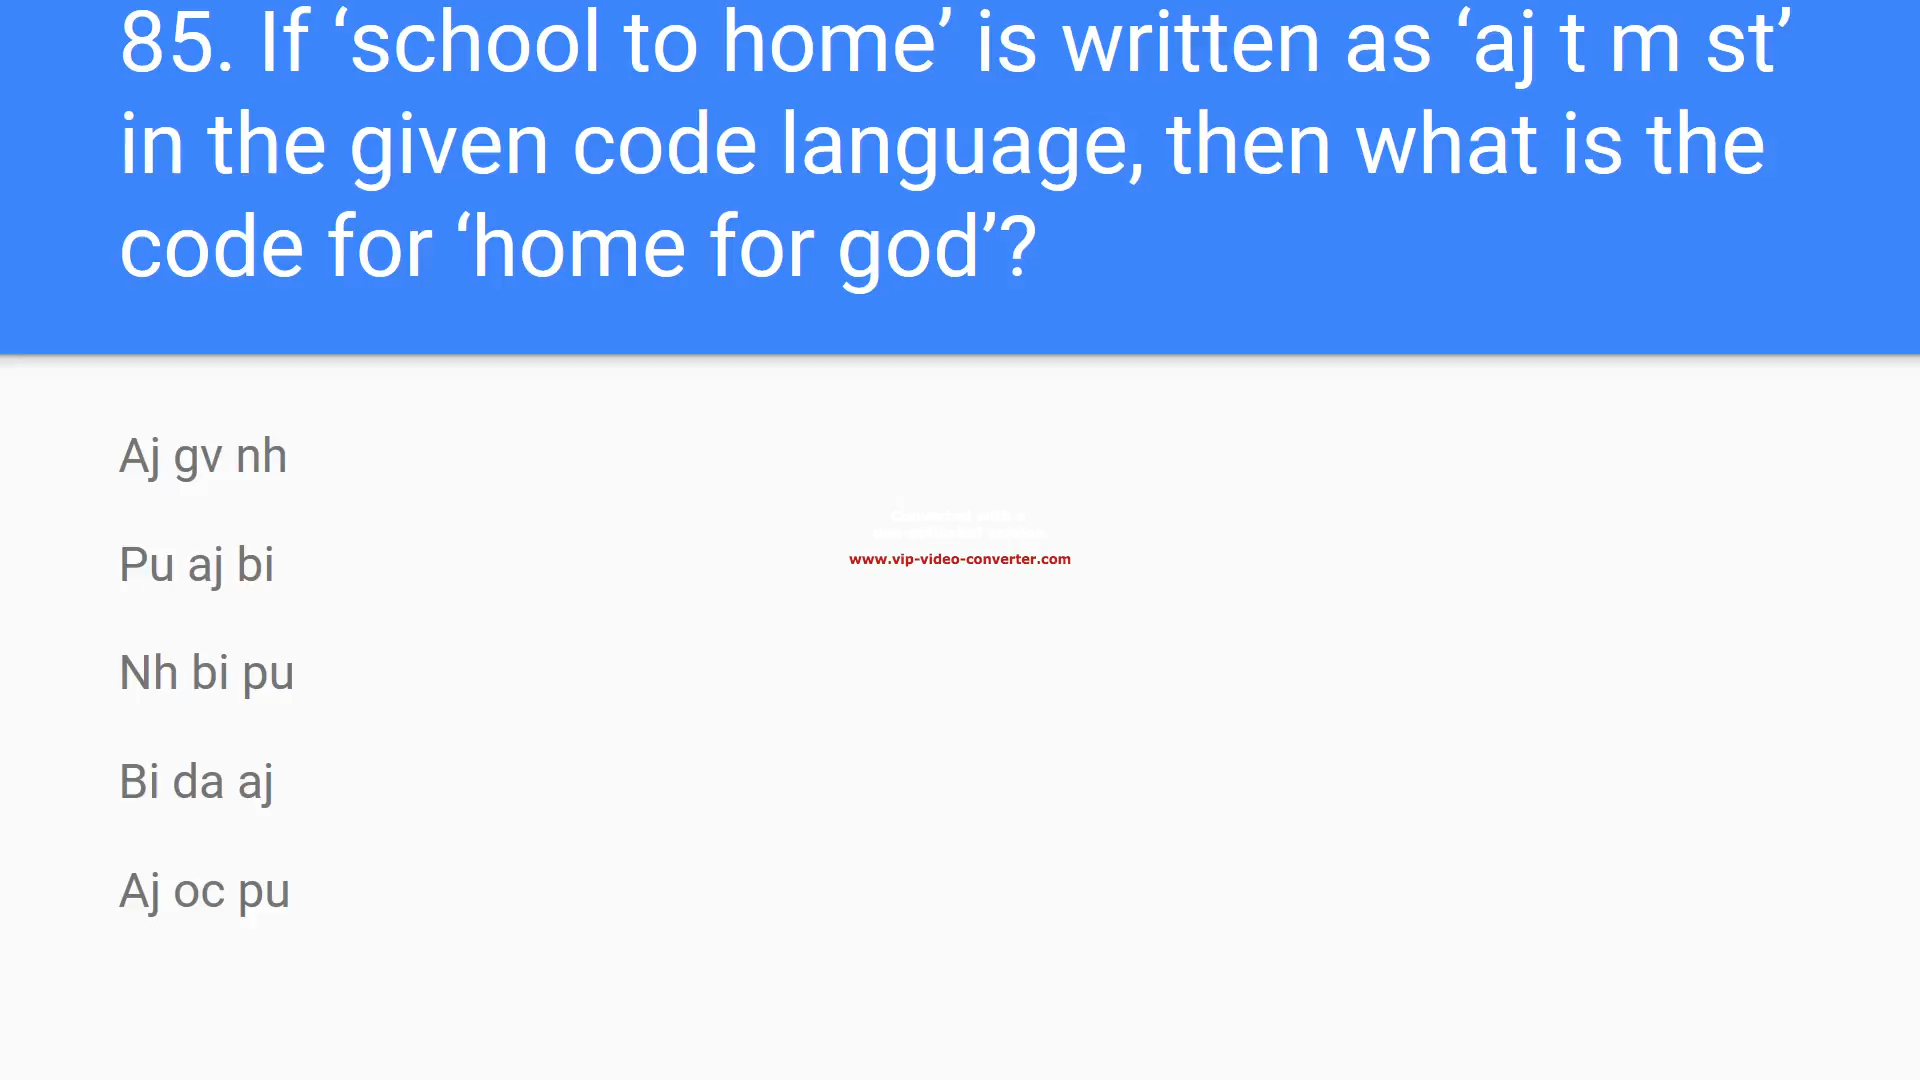 85. If ‘school to home’ is written as ‘aj t m st’
in the given code language, then what is the
code for ‘home for god’?
Aj gv nh
Pu aj bi
www.vip-video-converter.com
Nh bi pu
Bi da aj
Aj oc pu